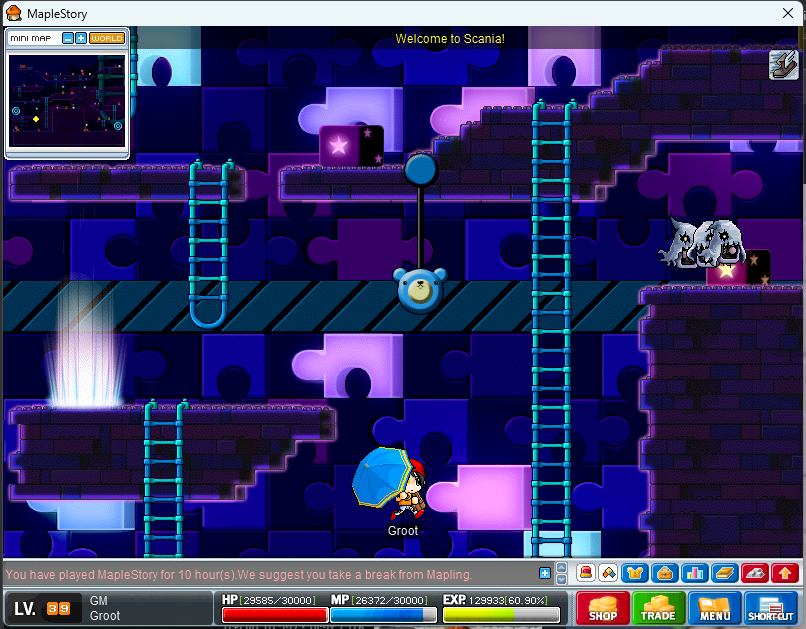 MapleStory
MINI MAP
WORLD
Welcome to Scania!
Groot
You have played MapleStory for 10 hour(s).We suggest you take a break from Mapling.
LV. 39
GM
Groot
HP[29585/30000] MP[26372/30000] EXP 129933[60.90%]
SHOP
TRADE
MENU
SHORTCUT